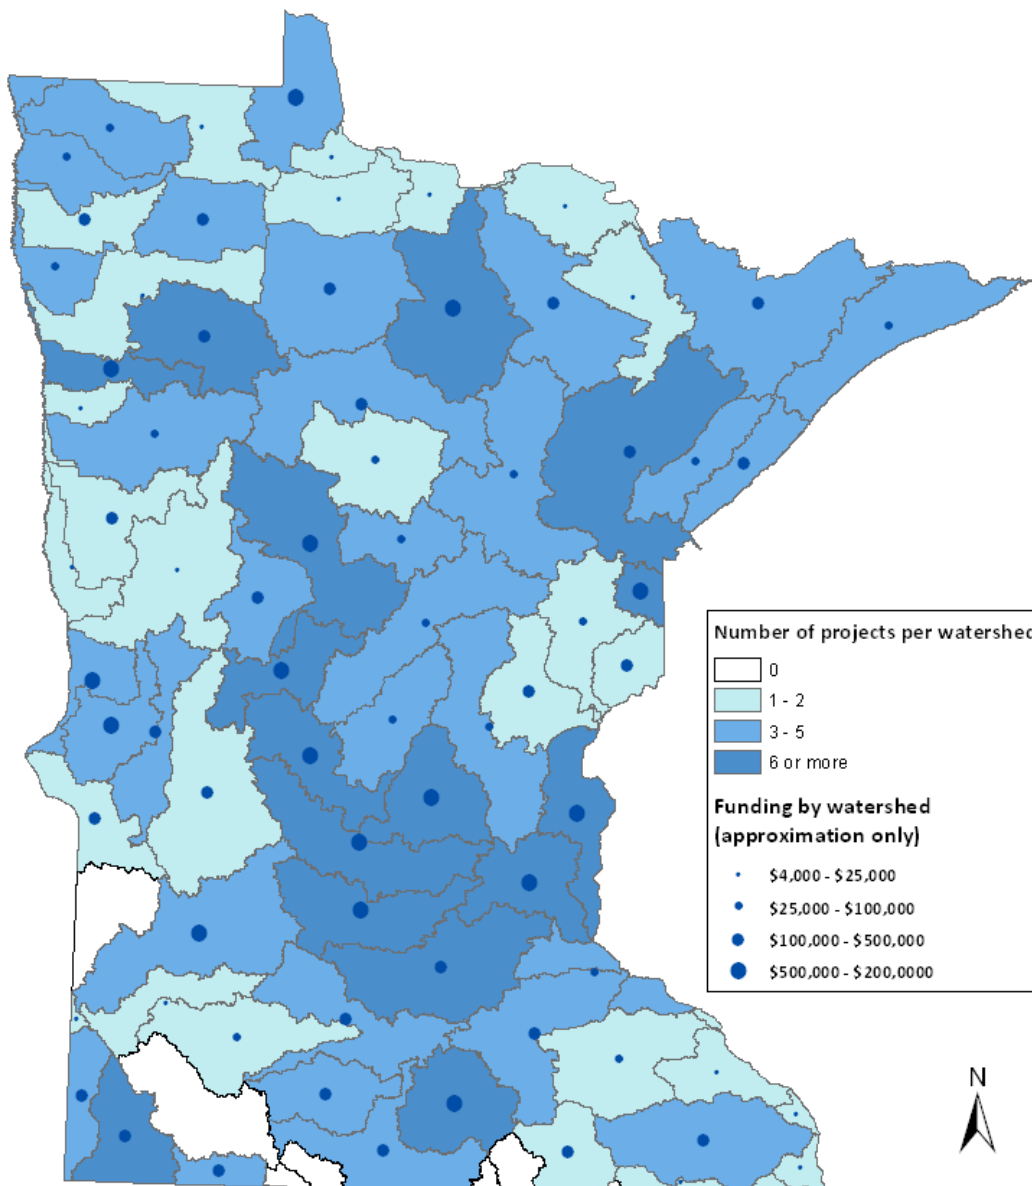 Number of projects per watershed
0
1 - 2
3 - 5
6 or more
Funding by watershed
(approximation only)
$4,000 - $25,000
$25,000 - $100,000
$100,000 - $500,000
$500,000 - $200,0000
N